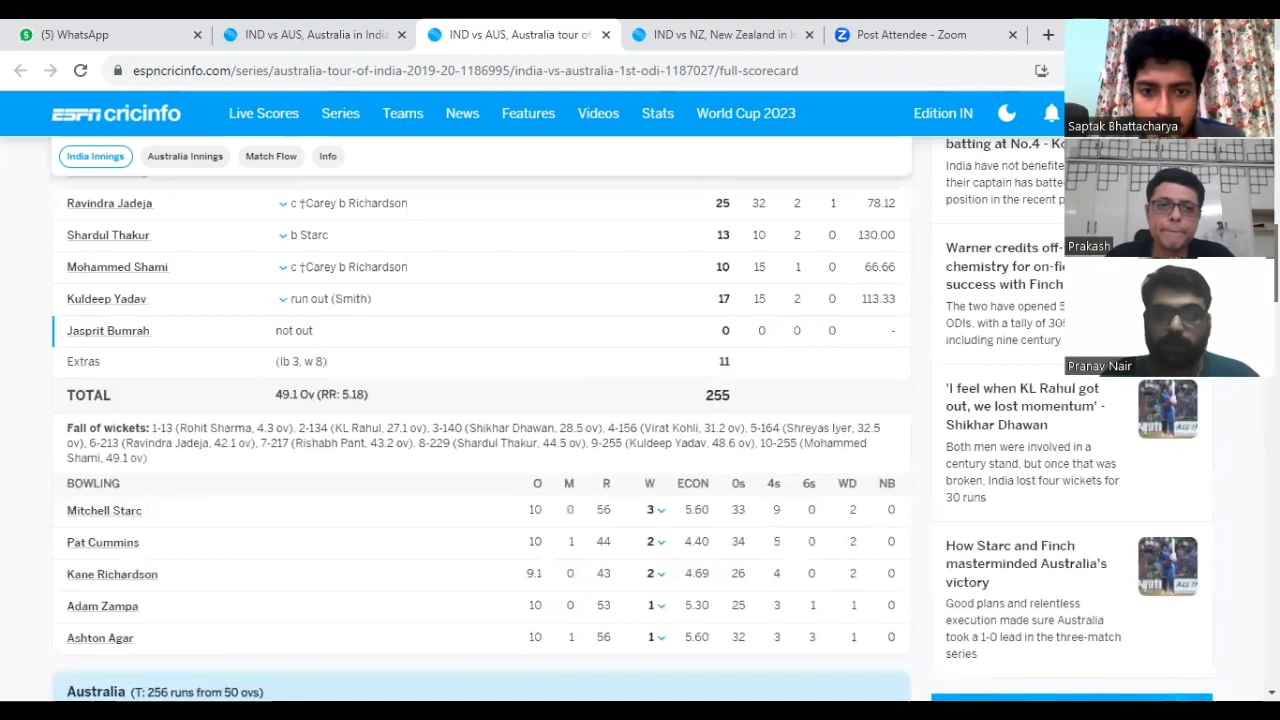 (5) WhatsApp
IND vs AUS, Australia in India
IND vs AUS, Australia tour of
IND vs NZ, New Zealand in I
Post Attendee - Zoom
espncricinfo.com/series/australia-tour-of-india-2019-20-1186995/india-vs-australia-1st-odi-1187027/full-scorecard
ESPN cricinfo Live Scores Series Teams News Features Videos Stats World Cup 2023 Edition IN
India Innings Australia Innings Match Flow Info
Ravindra Jadeja c †Carey b Richardson 25 32 2 1 78.12
Shardul Thakur b Starc 13 10 2 0 130.00
Mohammed Shami c †Carey b Richardson 10 15 1 0 66.66
Kuldeep Yadav run out (Smith) 17 15 2 0 113.33
Jasprit Bumrah not out 0 0 0 0 -
Extras (lb 3, w 8) 11
TOTAL 49.1 Ov (RR: 5.18) 255
Fall of wickets: 1-13 (Rohit Sharma, 4.3 ov), 2-134 (KL Rahul, 27.1 ov), 3-140 (Shikhar Dhawan, 28.5 ov), 4-156 (Virat Kohli, 31.2 ov), 5-164 (Shreyas Iyer, 32.5
ov), 6-213 (Ravindra Jadeja, 42.1 ov), 7-217 (Rishabh Pant, 43.2 ov), 8-229 (Shardul Thakur, 44.5 ov), 9-255 (Kuldeep Yadav, 48.6 ov), 10-255 (Mohammed
Shami, 49.1 ov)
BOWLING O M R W ECON 0s 4s 6s WD NB
Mitchell Starc 10 0 56 3 5.60 33 9 0 2 0
Pat Cummins 10 1 44 2 4.40 34 5 0 2 0
Kane Richardson 9.1 0 43 2 4.69 26 4 0 2 0
Adam Zampa 10 0 53 1 5.30 25 3 1 1 0
Ashton Agar 10 1 56 1 5.60 32 3 3 1 0
Australia (T: 256 runs from 50 ovs)
batting at No.4 - Ko
India have not benefite
their captain has batte
position in the recent p
Warner credits off-
chemistry for on-fi
success with Finch
The two have opened 5
ODIs, with a tally of 305
including nine century
'I feel when KL Rahul got
out, we lost momentum' -
Shikhar Dhawan
Both men were involved in a
century stand, but once that was
broken, India lost four wickets for
30 runs
How Starc and Finch
masterminded Australia's
victory
Good plans and relentless
execution made sure Australia
took a 1-0 lead in the three-match
series
Saptak Bhattacharya
Prakash
Pranav Nair